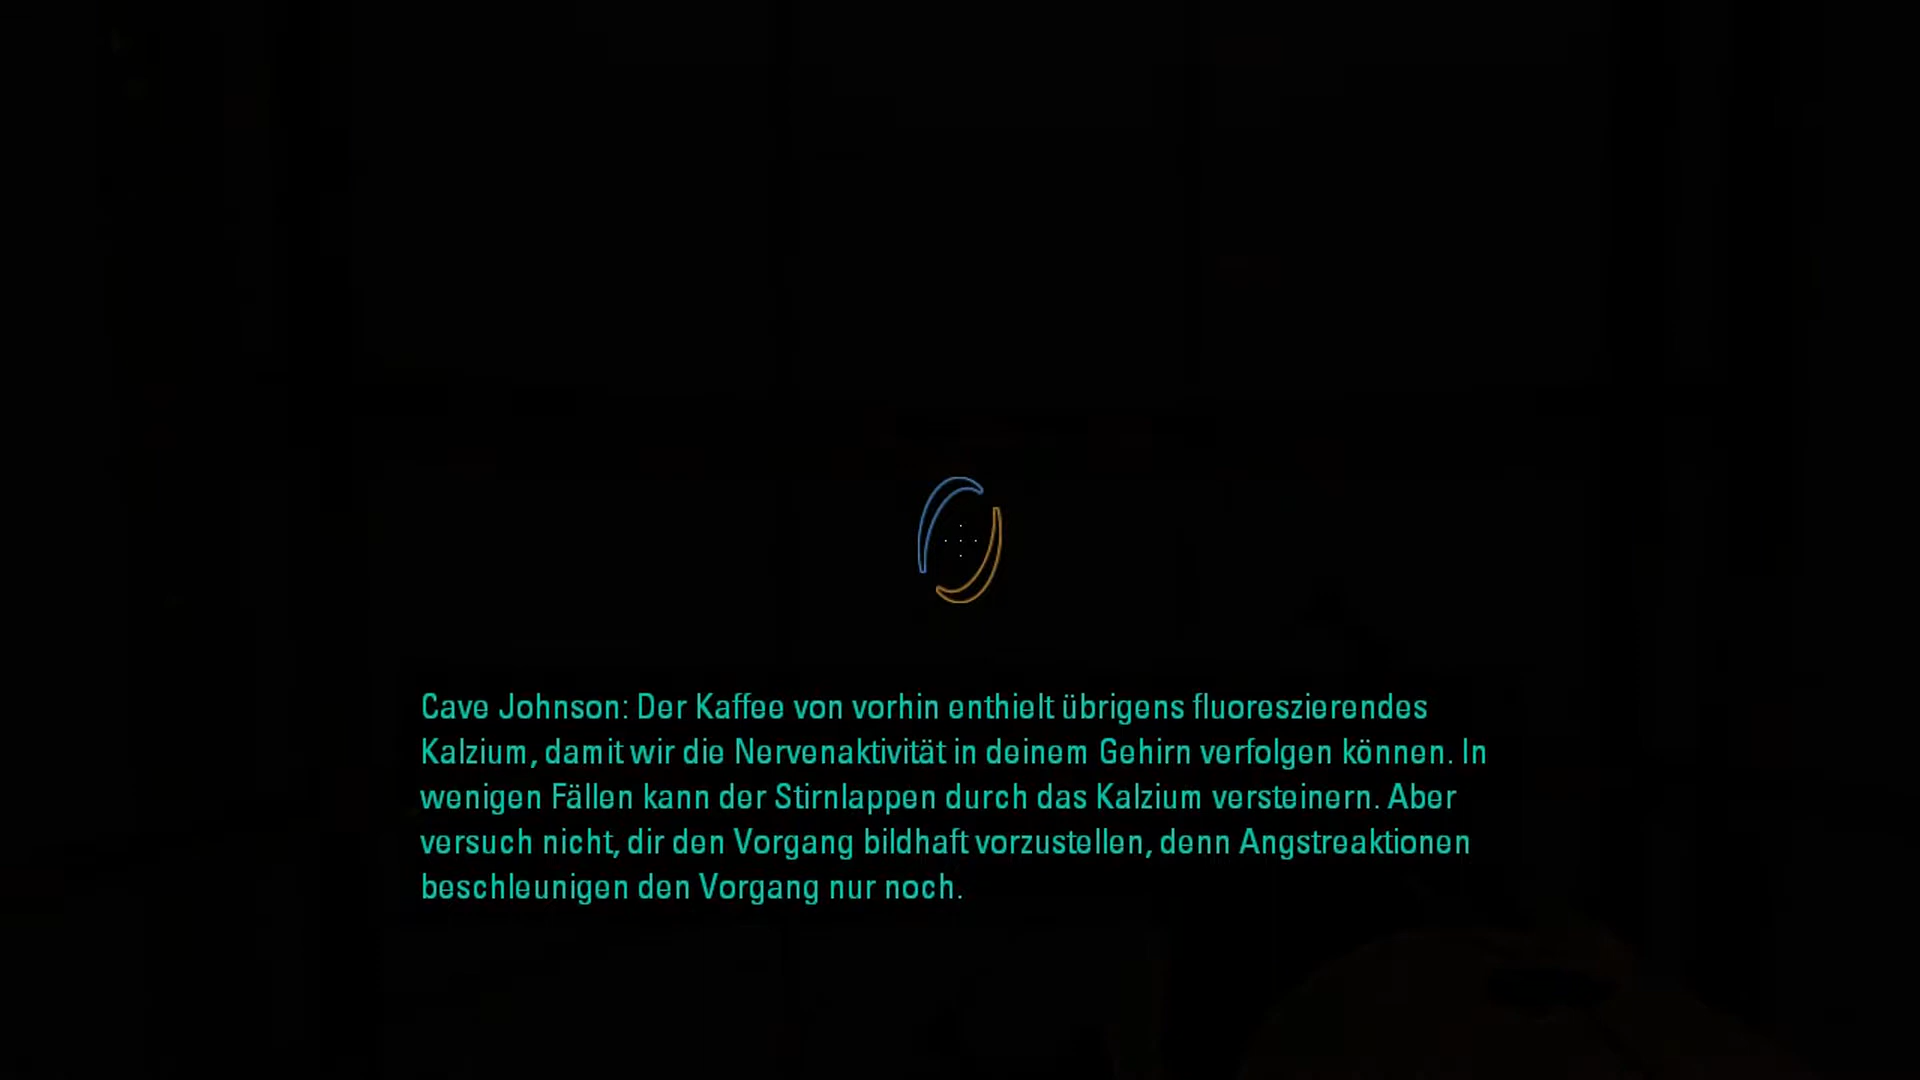 Cave Johnson: Der Kaffee von vorhin enthielt übrigens fluoreszierendes
Kalzium, damit wir die Nervenaktivität in deinem Gehirn verfolgen können. In
wenigen Fällen kann der Stirnlappen durch das Kalzium versteinern. Aber
versuch nicht, dir den Vorgang bildhaft vorzustellen, denn Angstreaktionen
beschleunigen den Vorgang nur noch.